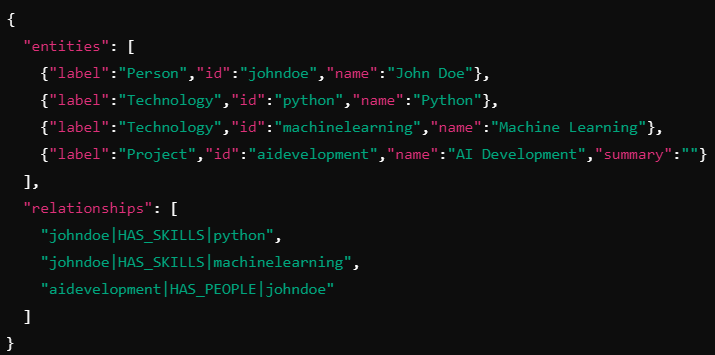 {
  "entities": [
    {"label":"Person","id":"johndoe","name":"John Doe"},
    {"label":"Technology","id":"python","name":"Python"},
    {"label":"Technology","id":"machinelearning","name":"Machine Learning"},
    {"label":"Project","id":"aidevelopment","name":"AI Development","summary":""}
  ],
  "relationships": [
    "johndoe|HAS_SKILLS|python",
    "johndoe|HAS_SKILLS|machinelearning",
    "aidevelopment|HAS_PEOPLE|johndoe"
  ]
}